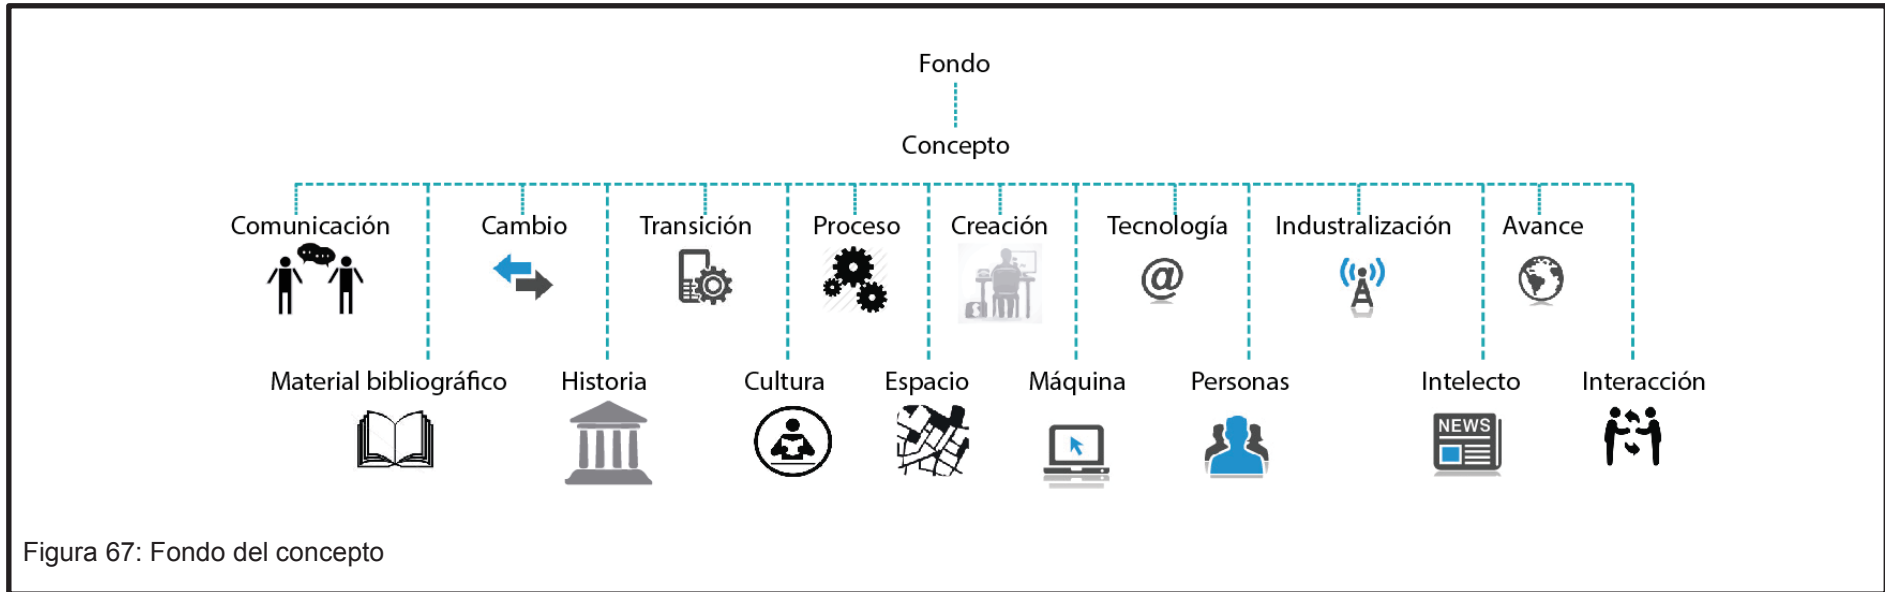 Fondo
Concepto
Comunicación Cambio Transición Proceso Creación Tecnología Industralización Avance
@
Material bibliográfico Historia Cultura Espacio Máquina Personas Intelecto Interacción
NEWS
Figura 67: Fondo del concepto